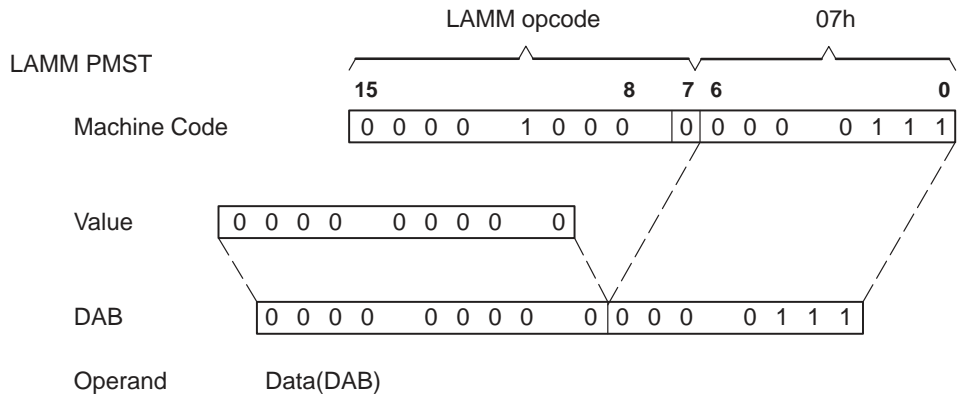 LAMM opcode 07h
LAMM PMST
15 8 7 6 0
Machine Code 0 0 0 0 1 0 0 0 0 0 0 0 0 1 1 1
Value 0 0 0 0 0 0 0 0 0
DAB 0 0 0 0 0 0 0 0 0 0 0 0 0 1 1 1
Operand Data(DAB)